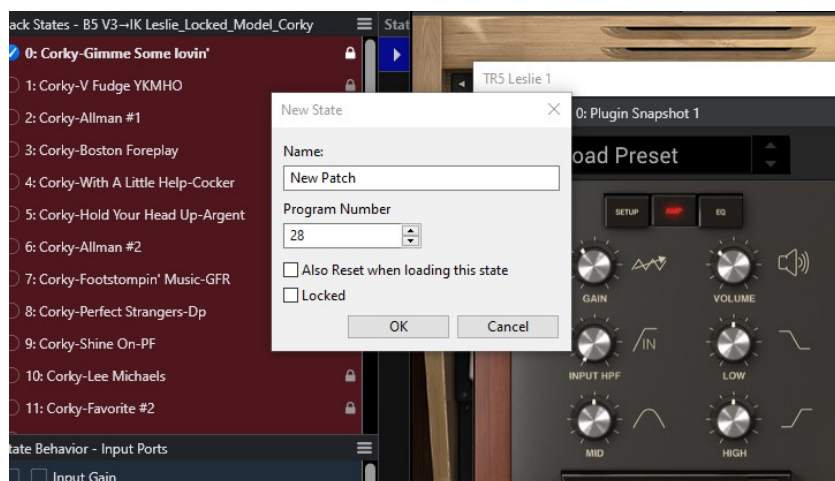 ack States - B5 V3→IK Leslie_Locked_Model_Corky
Stat
0: Corky-Gimme Some lovin'
1: Corky-V Fudge YKMHO
2: Corky-Allman #1
3: Corky-Boston Foreplay
4: Corky-With A Little Help-Cocker
5: Corky-Hold Your Head Up-Argent
6: Corky-Allman #2
7: Corky-Footstompin' Music-GFR
8: Corky-Perfect Strangers-Dp
9: Corky-Shine On-PF
10: Corky-Lee Michaels
11: Corky-Favorite #2
tate Behavior - Input Ports
Input Gain
New State
Name:
New Patch
Program Number
28
Also Reset when loading this state
Locked
OK
Cancel
TR5 Leslie 1
0: Plugin Snapshot 1
oad Preset
SETUP
AMP
EQ
GAIN
VOLUME
IN
INPUT HPF
LOW
MID
HIGH